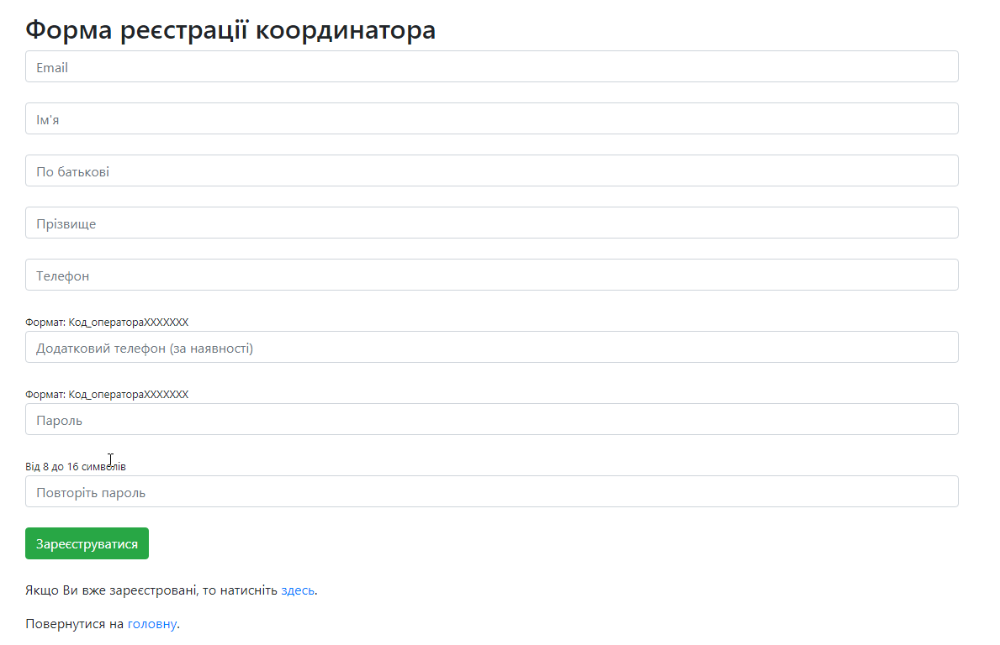 Форма реєстрації координатора
Email
Ім'я
По батькові
Прізвище
Телефон
Формат: Код_оператораXXXXXXX
Додатковий телефон (за наявності)
Формат: Код_оператораXXXXXXX
Пароль
Від 8 до 16 символів
Повторіть пароль
Зареєструватися
Якщо Ви вже зареєстровані, то натисніть здесь.
Повернутися на головну.